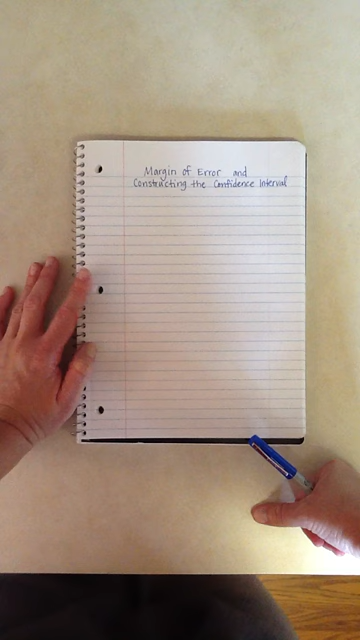 Margin of Error and
Constructing the Confidence Interval